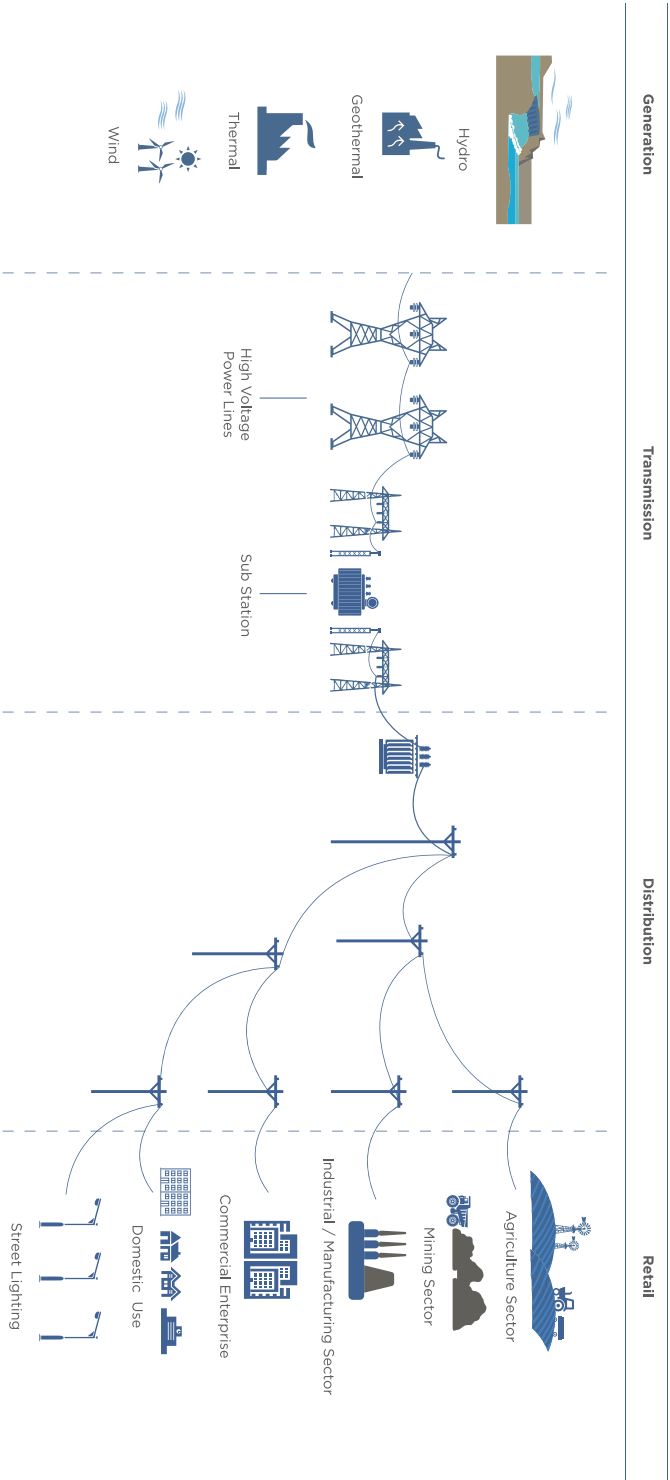 Generation
Transmission
Distribution
Retail
Hydro
Geothermal
Thermal
Wind
High Voltage
Power Lines
Sub Station
Agriculture Sector
Mining Sector
Industrial / Manufacturing Sector
Commercial Enterprise
Domestic Use
Street Lighting